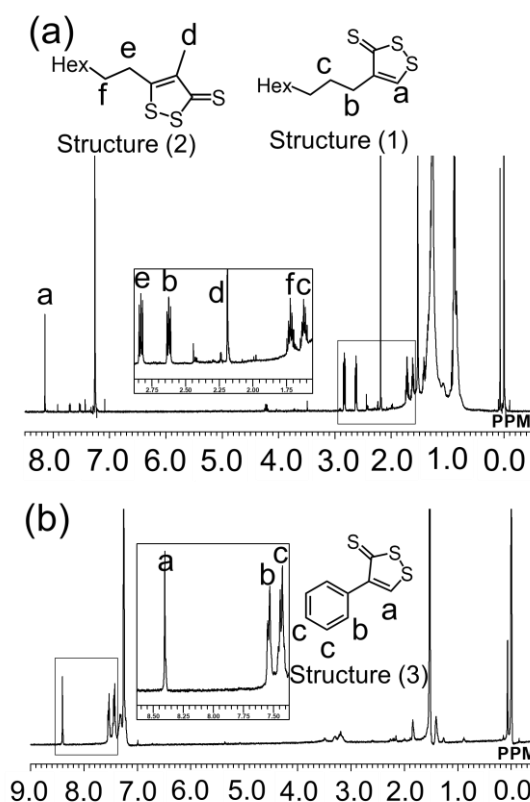 (a)
e d
Hex
f
S S S
Structure (2)
S S S
c
Hex
b a
Structure (1)
a
e b d f c
2.75 2.50 2.25 2.00 1.75
PPM
8.0 7.0 6.0 5.0 4.0 3.0 2.0 1.0 0.0
(b)
a
b c
8.50 8.25 8.00 7.75 7.50
S S S
a
c b
c
Structure (3)
PPM
9.0 8.0 7.0 6.0 5.0 4.0 3.0 2.0 1.0 0.0